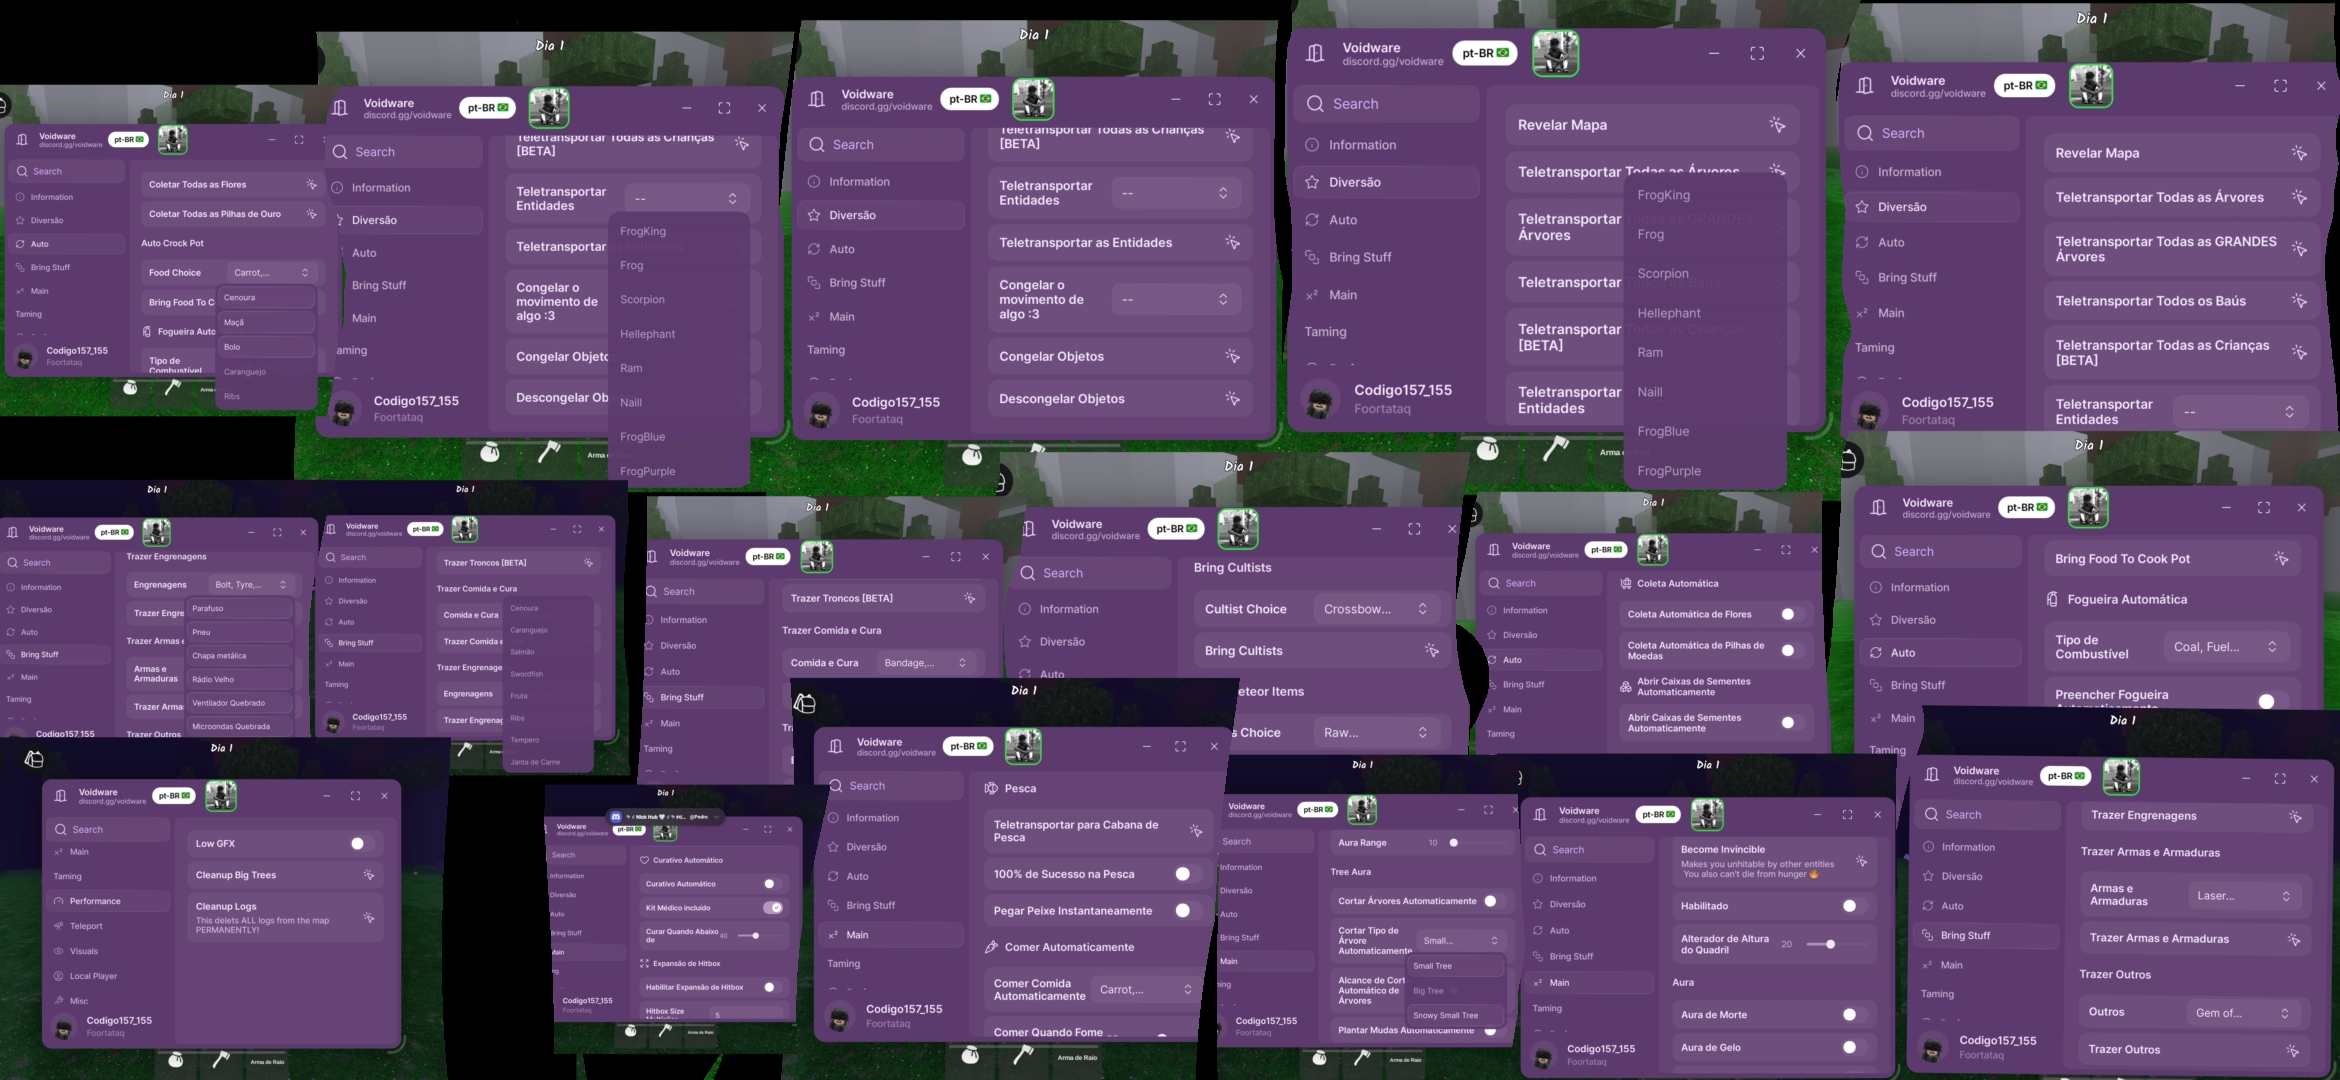 Dia 1
Voidware
discord.gg/voidware
pt-BR
Search
Information
Diversão
Auto
Bring Stuff
Main
Taming
Codigo157_155
Foortataq
Coletar Todas as Flores
Coletar Todas as Pilhas de Ouro
Auto Crock Pot
Food Choice
Carrot,...
Bring Food To C
Fogueira Auto
Tipo de
Combustível
Cenoura
Maçã
Bolo
Caranguejo
Ribs
Arma
Dia 1
Voidware
discord.gg/voidware
pt-BR
Search
Information
Diversão
Auto
Bring Stuff
Main
aming
Codigo157_155
Foortataq
Teletransportar Todas as Crianças
[BETA]
Teletransportar
Entidades
--
Teletransportar
Congelar o
movimento de
algo :3
Congelar Objeto
Descongelar Ob
FrogKing
Frog
Scorpion
Hellephant
Ram
Naill
FrogBlue
FrogPurple
Arma de
Dia 1
Voidware
discord.gg/voidware
pt-BR
Search
Information
Diversão
Auto
Bring Stuff
Main
Taming
Codigo157_155
Foortataq
Teletransportar Todas as Crianças
[BETA]
Teletransportar
Entidades
--
Teletransportar as Entidades
Congelar o
movimento de
algo :3
--
Congelar Objetos
Descongelar Objetos
Voidware
discord.gg/voidware
pt-BR
Search
Information
Diversão
Auto
Bring Stuff
Main
Taming
Codigo157_155
Foortataq
Revelar Mapa
Teletransportar Todas as Árvores
Teletransportar Todas as GRANDES
Árvores
Teletransportar
Teletransportar Todas as Crianças
[BETA]
Teletransportar
Entidades
FrogKing
Frog
Scorpion
Hellephant
Ram
Naill
FrogBlue
FrogPurple
Arma
Dia 1
Voidware
discord.gg/voidware
pt-BR
Search
Information
Diversão
Auto
Bring Stuff
Main
Taming
Codigo157_155
Foortataq
Revelar Mapa
Teletransportar Todas as Árvores
Teletransportar Todas as GRANDES
Árvores
Teletransportar Todos os Baús
Teletransportar Todas as Crianças
[BETA]
Teletransportar
Entidades
--
Dia 1
Voidware
discord.gg/voidware
pt-BR
Search
Information
Diversão
Auto
Bring Stuff
Main
Taming
Codigo157_155
Trazer Engrenagens
Engrenagens
Bolt, Tyre,...
Trazer Engre
Trazer Armas e
Armas e
Armaduras
Trazer Arma
Trazer Outros
Parafuso
Pneu
Chapa metálica
Rádio Velho
Ventilador Quebrado
Microondas Quebrada
Dia 1
Voidware
discord.gg/voidware
pt-BR
Search
Information
Diversão
Auto
Bring Stuff
Main
Taming
Codigo157_155
Foortataq
Trazer Troncos [BETA]
Trazer Comida e Cura
Comida e Cura
Trazer Comida e
Trazer Engrenage
Engrenagens
Trazer Engrenag
Cenoura
Caranguejo
Salmão
Swordfish
Fruta
Ribs
Tempero
Janta de Carne
Dia 1
Voidware
discord.gg/voidware
pt-BR
Search
Information
Diversão
Auto
Bring Stuff
Main
Taming
Trazer Troncos [BETA]
Trazer Comida e Cura
Comida e Cura
Bandage,...
Dia 1
Voidware
discord.gg/voidware
pt-BR
Search
Information
Diversão
Auto
Bring Cultists
Cultist Choice
Crossbow...
Bring Cultists
eteor Items
s Choice
Raw...
Dia 1
Voidware
discord.gg/voidware
pt-BR
Search
Information
Diversão
Auto
Bring Stuff
Main
Taming
Coleta Automática
Coleta Automática de Flores
Coleta Automática de Pilhas de
Moedas
Abrir Caixas de Sementes
Automaticamente
Abrir Caixas de Sementes
Automaticamente
Dia 1
Voidware
discord.gg/voidware
pt-BR
Search
Information
Diversão
Auto
Bring Stuff
Main
Taming
Bring Food To Cook Pot
Fogueira Automática
Tipo de
Combustível
Coal, Fuel...
Preencher Fogueira
Automaticamente
Dia 1
Voidware
discord.gg/voidware
pt-BR
Search
Main
Taming
Performance
Teleport
Visuals
Local Player
Misc
Codigo157_155
Foortataq
Low GFX
Cleanup Big Trees
Cleanup Logs
This delets ALL logs from the map
PERMANENTLY!
Arma de Raio
Dia 1
Nick Hub
@Pedro
Voidware
discord.gg/voidware
pt-BR
Search
Information
Diversão
Auto
Bring Stuff
Main
ng
Codigo157_155
Foortataq
Curativo Automático
Curativo Automático
Kit Médico incluído
Curar Quando Abaixo
de
40
Expansão de Hitbox
Habilitar Expansão de Hitbox
Hitbox Size
5
Arma de Raio
Dia 1
Voidware
discord.gg/voidware
pt-BR
Search
Information
Diversão
Auto
Bring Stuff
Main
Taming
Codigo157_155
Foortataq
Pesca
Teletransportar para Cabana de
Pesca
100% de Sucesso na Pesca
Pegar Peixe Instantaneamente
Comer Automaticamente
Comer Comida
Automaticamente
Carrot,...
Comer Quando Fome
Arma de Raio
Dia 1
Voidware
discord.gg/voidware
pt-BR
Search
Information
Diversão
Auto
Bring Stuff
Main
Taming
Codigo157_155
Foortataq
Aura Range
10
Tree Aura
Cortar Árvores Automaticamente
Cortar Tipo de
Árvore
Automaticamente
Small...
Alcance de Cort
Automático de
Árvores
Plantar Mudas Automaticament
Small Tree
Big Tree
Snowy Small Tree
Arma de Raio
Dia 1
Voidware
discord.gg/voidware
pt-BR
Search
Information
Diversão
Auto
Bring Stuff
Main
Taming
Codigo157_155
Foortataq
Become Invincible
Makes you unhitable by other entities
You also can't die from hunger 🔥
Habilitado
Alterador de Altura
do Quadril
20
Aura
Aura de Morte
Aura de Gelo
Dia 1
Voidware
discord.gg/voidware
pt-BR
Search
Information
Diversão
Auto
Bring Stuff
Main
Taming
Codigo157_155
Foortataq
Trazer Engrenagens
Trazer Armas e Armaduras
Armas e
Armaduras
Laser...
Trazer Armas e Armaduras
Trazer Outros
Outros
Gem of...
Trazer Outros